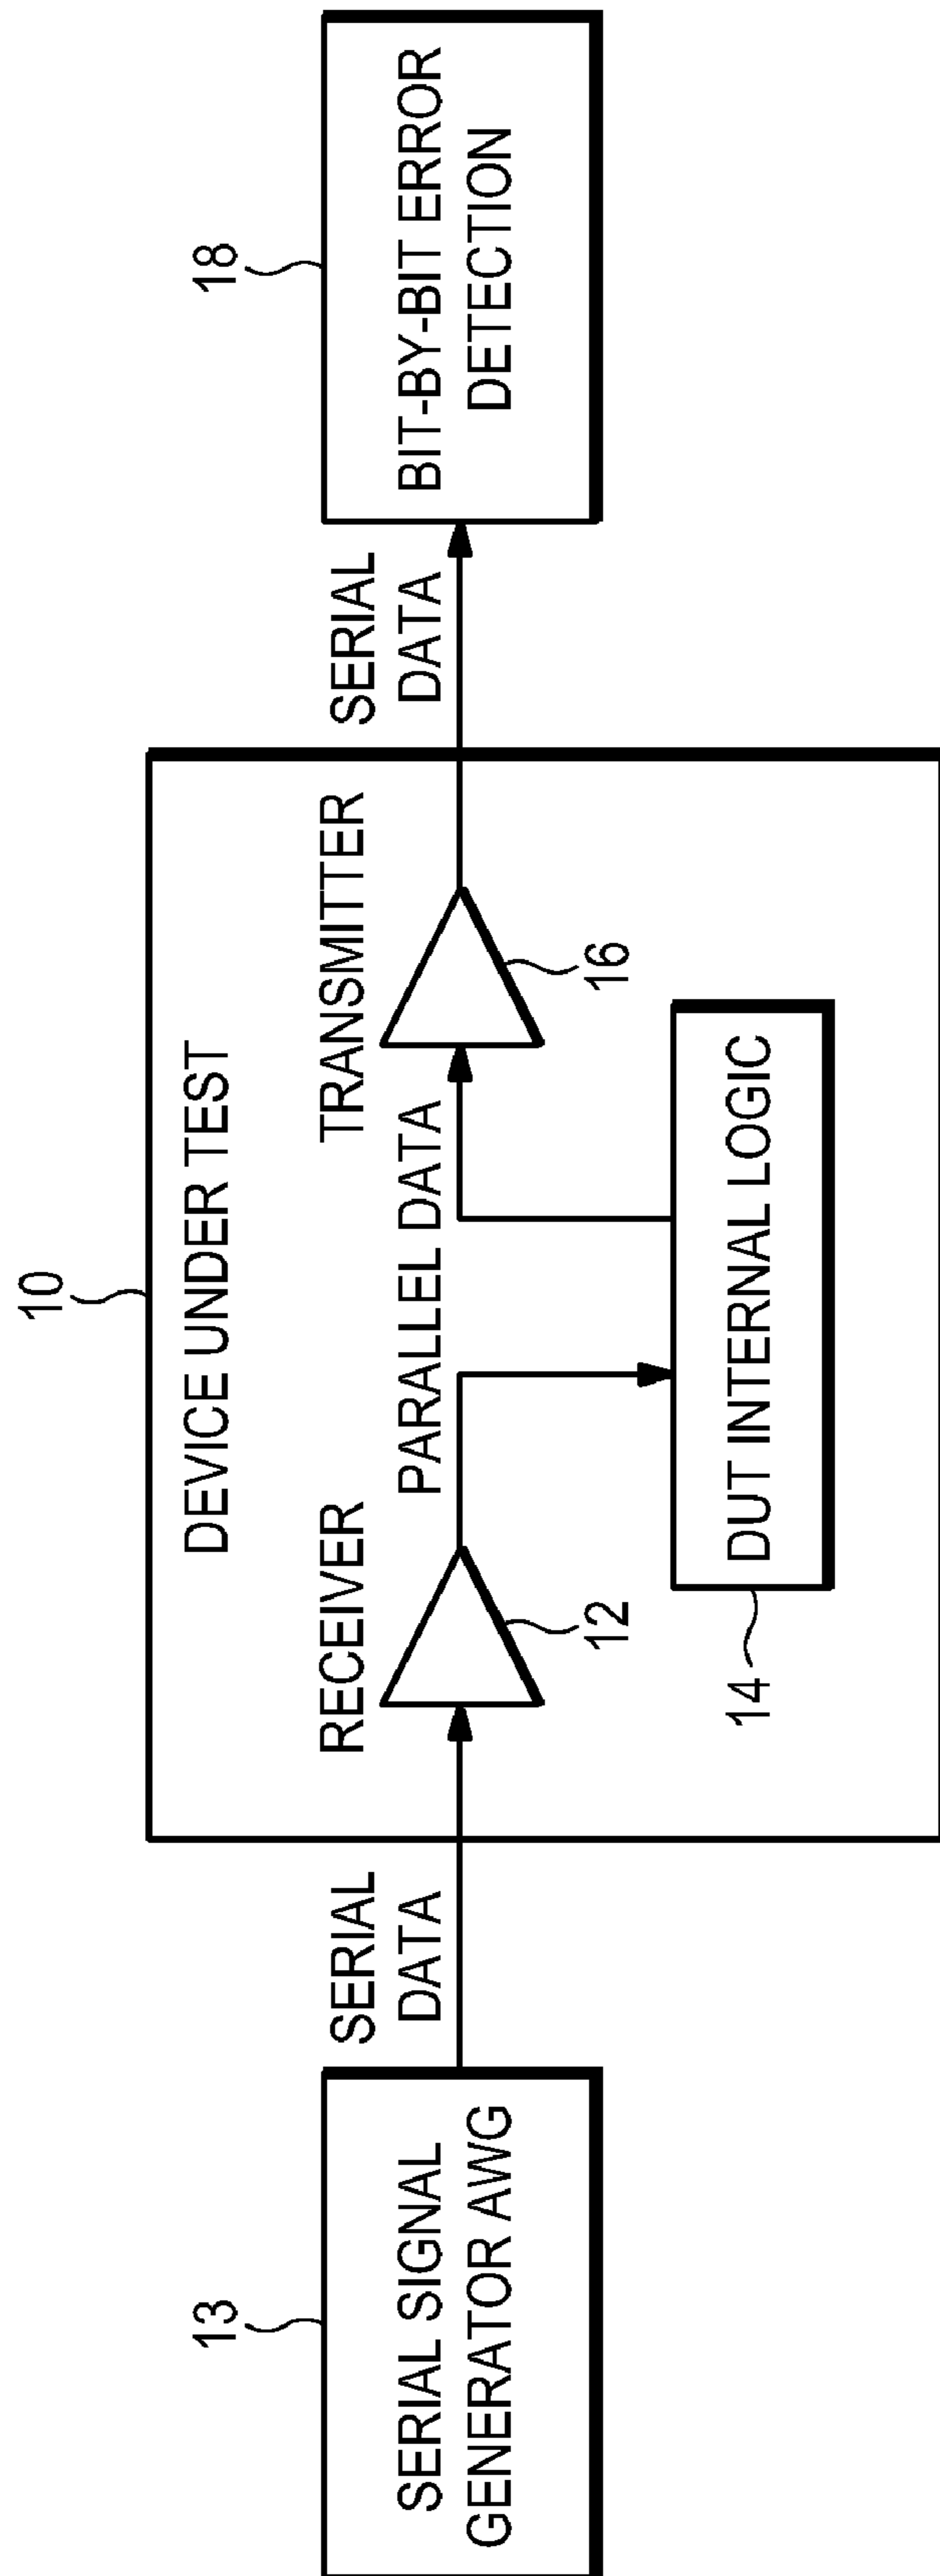 13
SERIAL SIGNAL
GENERATOR AWG
SERIAL
DATA
10
DEVICE UNDER TEST
RECEIVER
12
PARALLEL DATA
14
DUT INTERNAL LOGIC
TRANSMITTER
16
SERIAL
DATA
18
BIT-BY-BIT ERROR
DETECTION